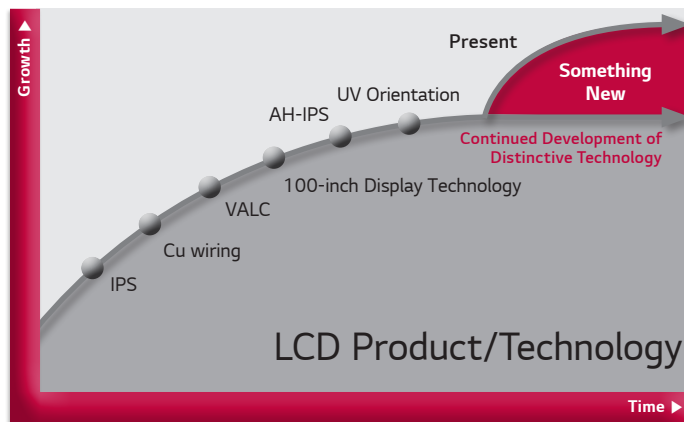 Growth ▲
Present
Something
New
UV Orientation
AH-IPS
Continued Development of
Distinctive Technology
100-inch Display Technology
VALC
Cu wiring
IPS
LCD Product/Technology
Time ▶